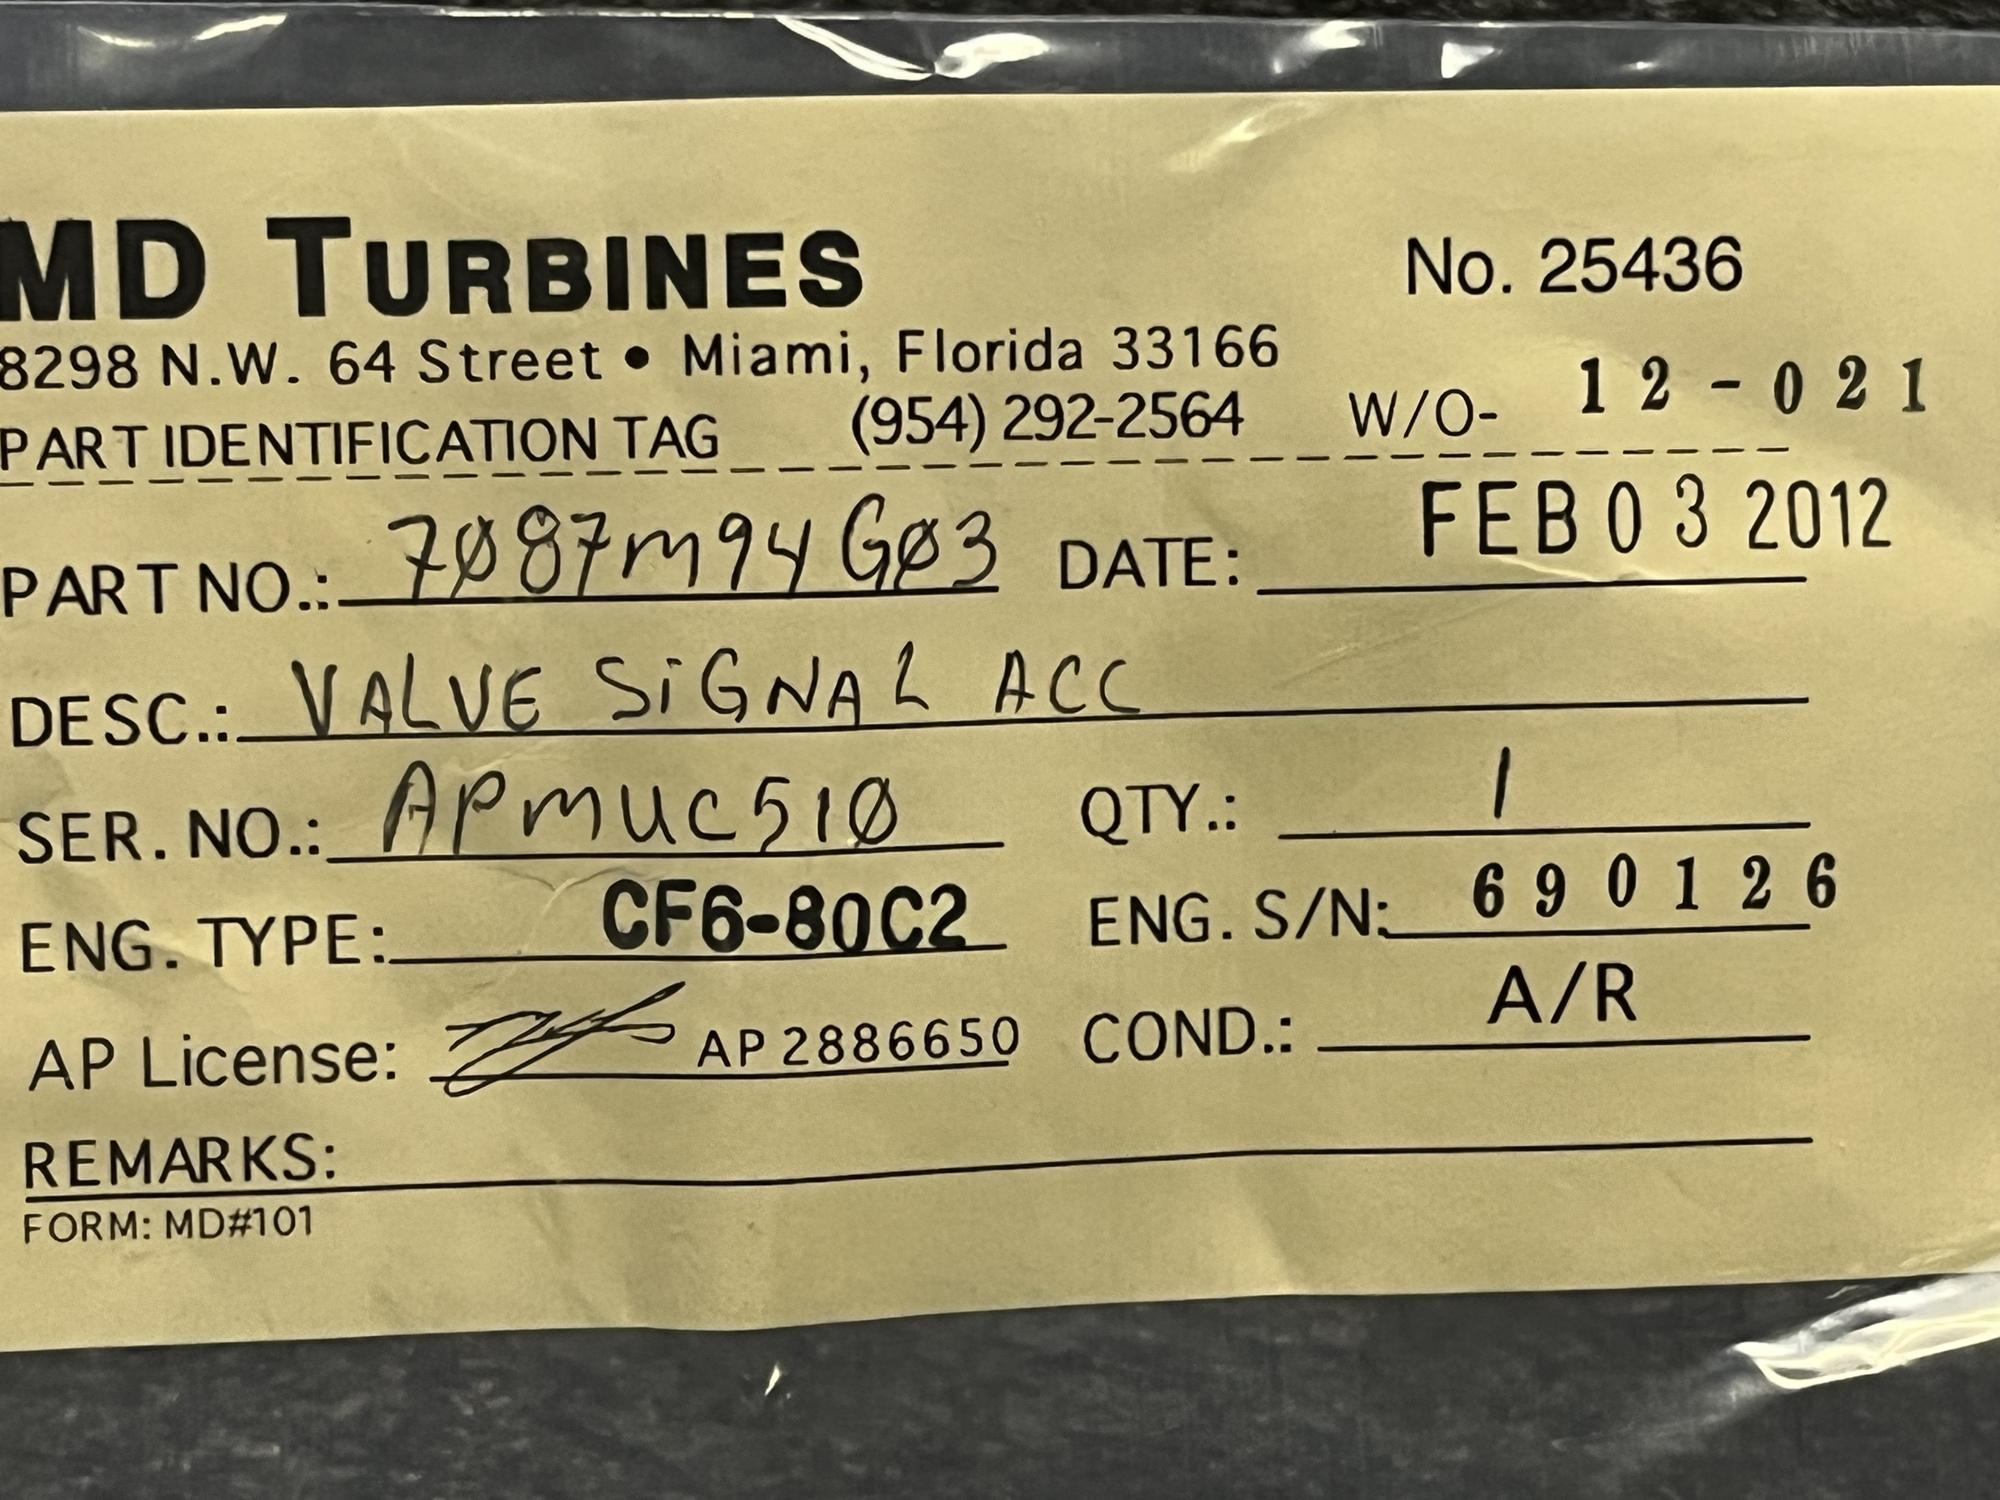 MD TURBINES No. 25436
8298 N.W. 64 Street • Miami, Florida 33166
PART IDENTIFICATION TAG (954) 292-2564 W/O- 12-021
PART NO.: 7Ø87M94GØ3 DATE: FEB 03 2012
DESC.: VALVE SiGNAL ACC
SER. NO.: APMUC51Ø QTY.: 1
ENG. TYPE: CF6-80C2 ENG. S/N: 690126
AP License: AP2886650 COND.: A/R
REMARKS:
FORM: MD#101